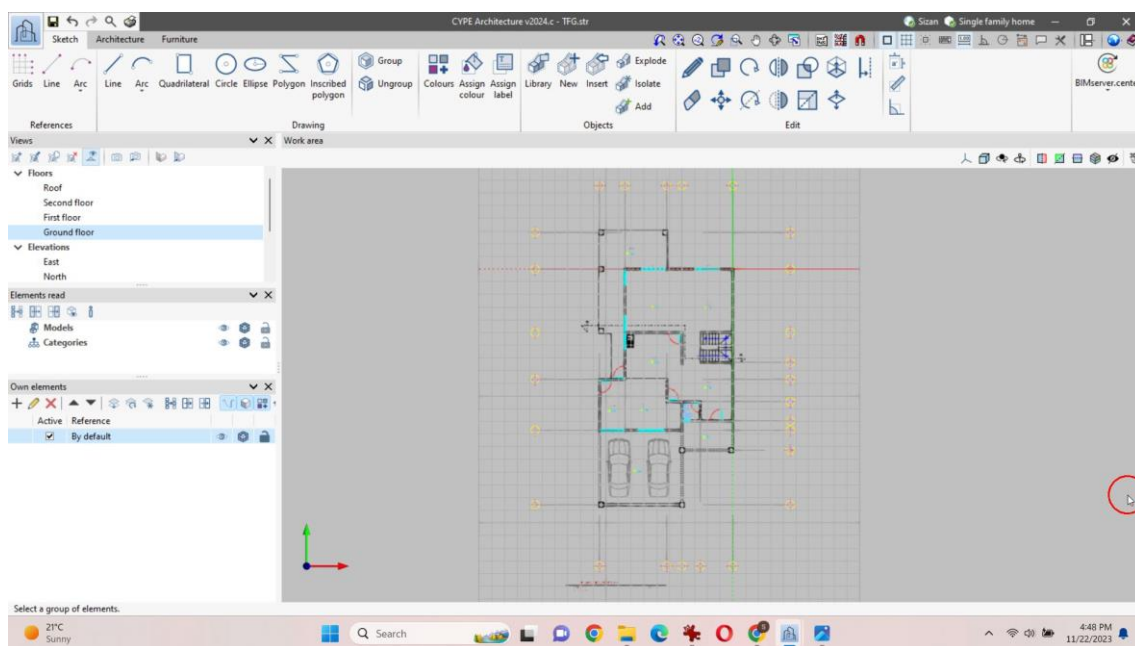 CYPE Architecture v2024.c - TFG.str
Sizan
Single family home
Sketch Architecture Furniture
Grids Line Arc Line Arc Quadrilateral Circle Ellipse Polygon Inscribed polygon
Group
Ungroup
Colours Assign colour Assign label
Library New Insert
Explode
Isolate
Add
BIMserver.cente
References Drawing Objects Edit
Views
Work area
Floors
Roof
Second floor
First floor
Ground floor
Elevations
East
North
Elements read
Models
Categories
Own elements
Active Reference
By default
Select a group of elements.
21°C
Sunny
Search
4:48 PM
11/22/2023